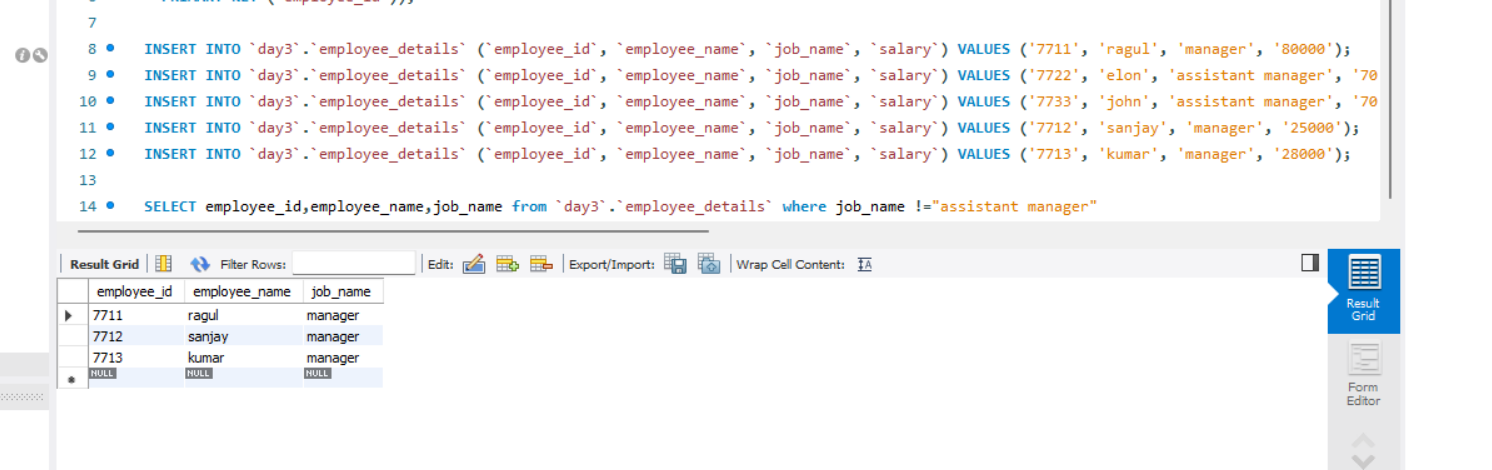 7
8 INSERT INTO `day3`.`employee_details` (`employee_id`, `employee_name`, `job_name`, `salary`) VALUES ('7711', 'ragul', 'manager', '80000');
9 INSERT INTO `day3`.`employee_details` (`employee_id`, `employee_name`, `job_name`, `salary`) VALUES ('7722', 'elon', 'assistant manager', '70
10 INSERT INTO `day3`.`employee_details` (`employee_id`, `employee_name`, `job_name`, `salary`) VALUES ('7733', 'john', 'assistant manager', '70
11 INSERT INTO `day3`.`employee_details` (`employee_id`, `employee_name`, `job_name`, `salary`) VALUES ('7712', 'sanjay', 'manager', '25000');
12 INSERT INTO `day3`.`employee_details` (`employee_id`, `employee_name`, `job_name`, `salary`) VALUES ('7713', 'kumar', 'manager', '28000');
13
14 SELECT employee_id,employee_name,job_name from `day3`.`employee_details` where job_name !="assistant manager"
Result Grid Filter Rows: Edit: Export/Import: Wrap Cell Content: IA
employee_id employee_name job_name
7711 ragul manager
7712 sanjay manager
7713 kumar manager
NULL NULL NULL
Result
Grid
Form
Editor